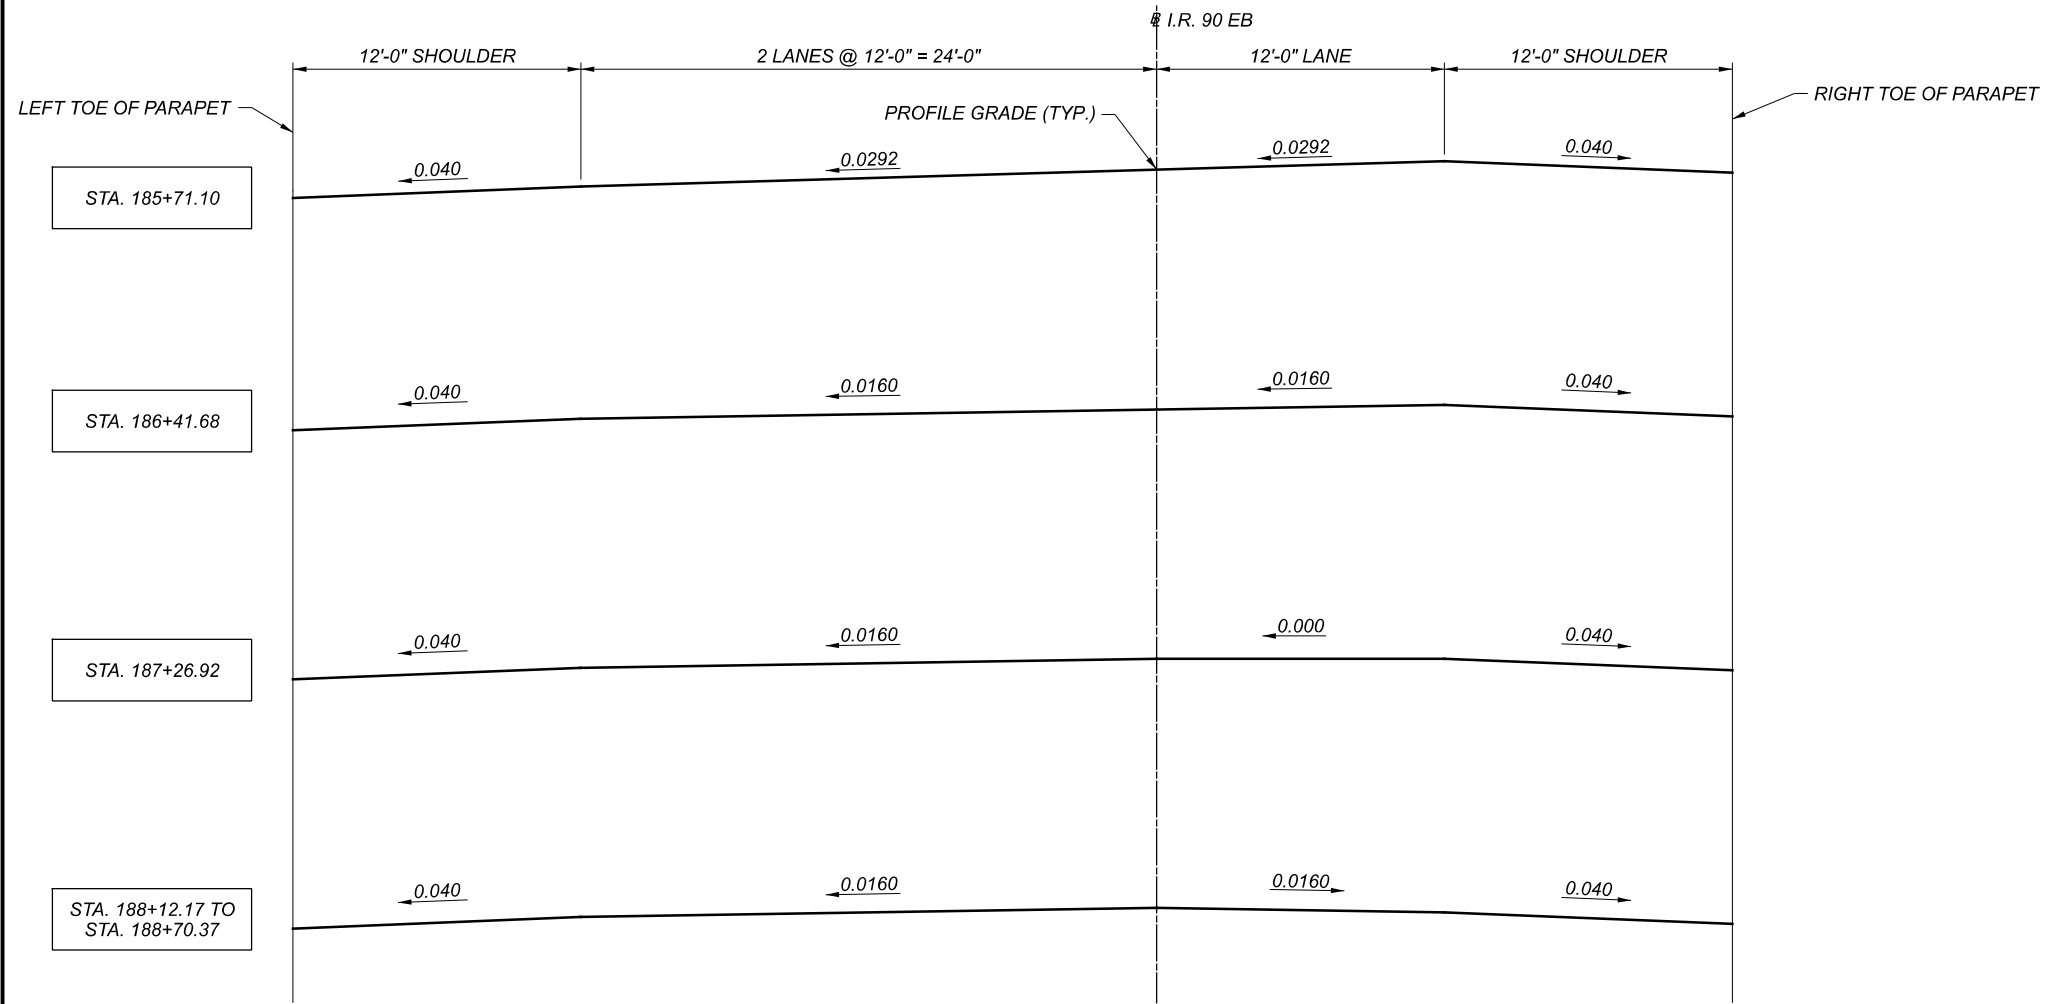 ℄ I.R. 90 EB
12'-0" SHOULDER
2 LANES @ 12'-0" = 24'-0"
12'-0" LANE
12'-0" SHOULDER
LEFT TOE OF PARAPET
PROFILE GRADE (TYP.)
RIGHT TOE OF PARAPET
STA. 185+71.10
0.040
0.0292
0.0292
0.040
STA. 186+41.68
0.040
0.0160
0.0160
0.040
STA. 187+26.92
0.040
0.0160
0.000
0.040
STA. 188+12.17 TO
STA. 188+70.37
0.040
0.0160
0.0160
0.040